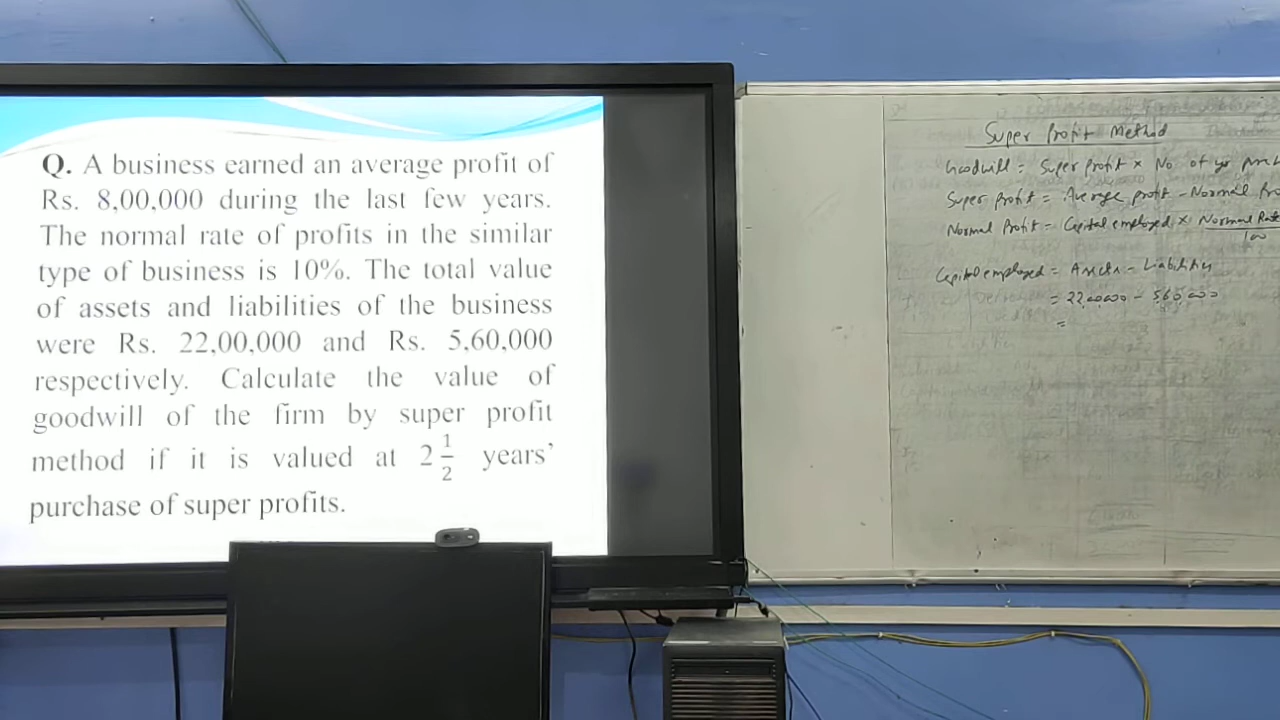 Q. A business earned an average profit of
Rs. 8,00,000 during the last few years.
The normal rate of profits in the similar
type of business is 10%. The total value
of assets and liabilities of the business
were Rs. 22,00,000 and Rs. 5,60,000
respectively. Calculate the value of
goodwill of the firm by super profit
method if it is valued at 2 1/2 years'
purchase of super profits.
Super Profit Method
Goodwill = Super profit × No. of yr
Super Profit = Average profit - Normal
Normal Profit = Capital employed × Normal Rate
100
Capital employed = Assets - Liabilities
= 2200000 - 560,000
=